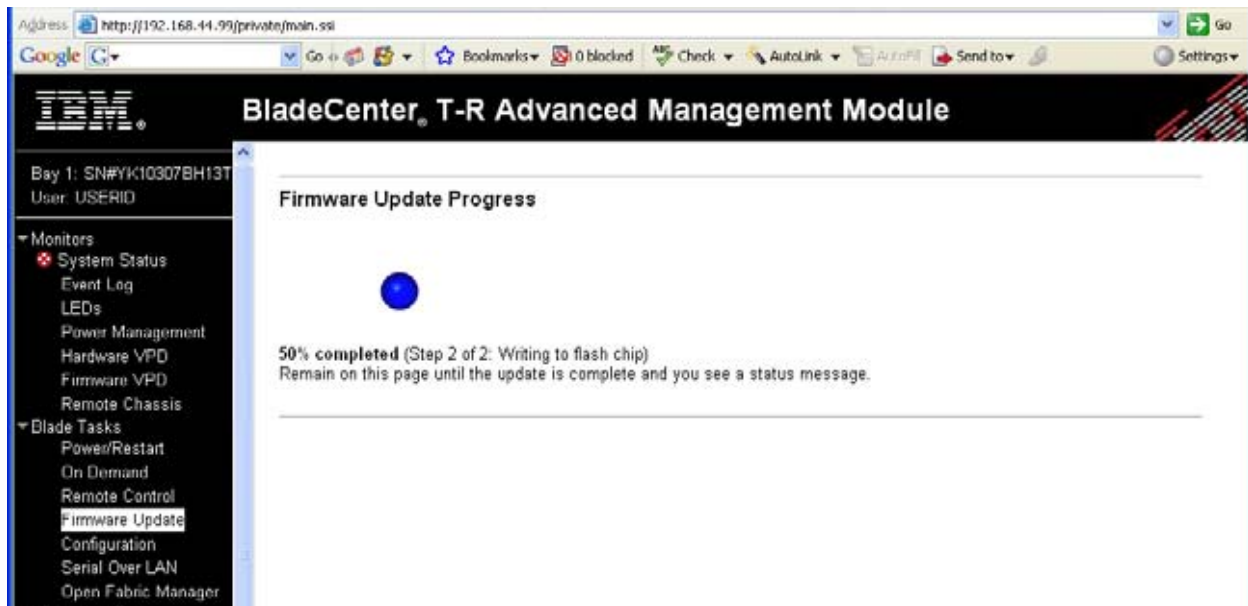 Address http://192.168.44.99/private/main.ssi Go
Google G Go Bookmarks 0 blocked ABC Check AutoLink AutoFill Send to Settings
IBM® BladeCenter® T-R Advanced Management Module
Bay 1: SN#YK10307BH13T
User: USERID
Monitors
System Status
Event Log
LEDs
Power Management
Hardware VPD
Firmware VPD
Remote Chassis
Blade Tasks
Power/Restart
On Demand
Remote Control
Firmware Update
Configuration
Serial Over LAN
Open Fabric Manager
Firmware Update Progress
50% completed (Step 2 of 2: Writing to flash chip)
Remain on this page until the update is complete and you see a status message.